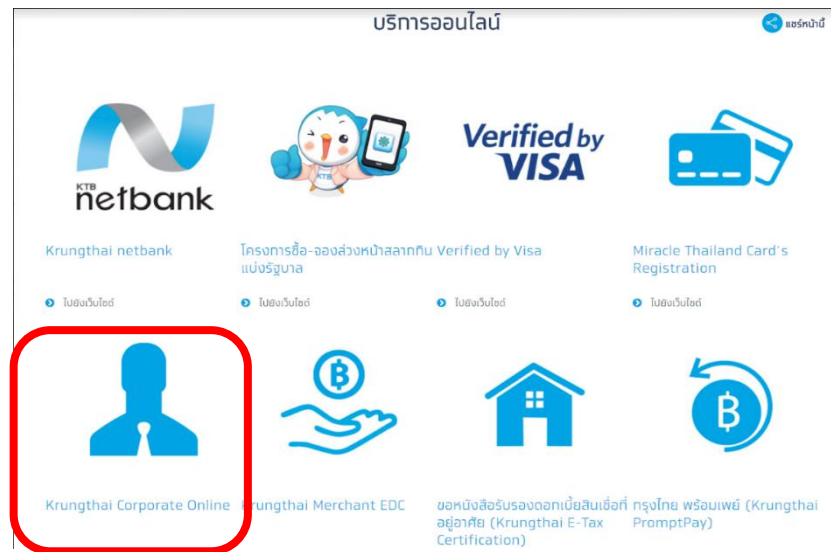 บริการออนไลน์
แชร์หน้านี้
KTB
netbank
KTB
Verified by
VISA
Krungthai netbank
โครงการซื้อ-จองล่วงหน้าสลากกินแบ่งรัฐบาล
Verified by Visa
Miracle Thailand Card's
Registration
ไปยังเว็บไซต์
ไปยังเว็บไซต์
ไปยังเว็บไซต์
ไปยังเว็บไซต์
Krungthai Corporate Online
Krungthai Merchant EDC
ขอหนังสือรับรองดอกเบี้ยสินเชื่อที่
อยู่อาศัย (Krungthai E-Tax
Certification)
กรุงไทย พร้อมเพย์ (Krungthai
PromptPay)